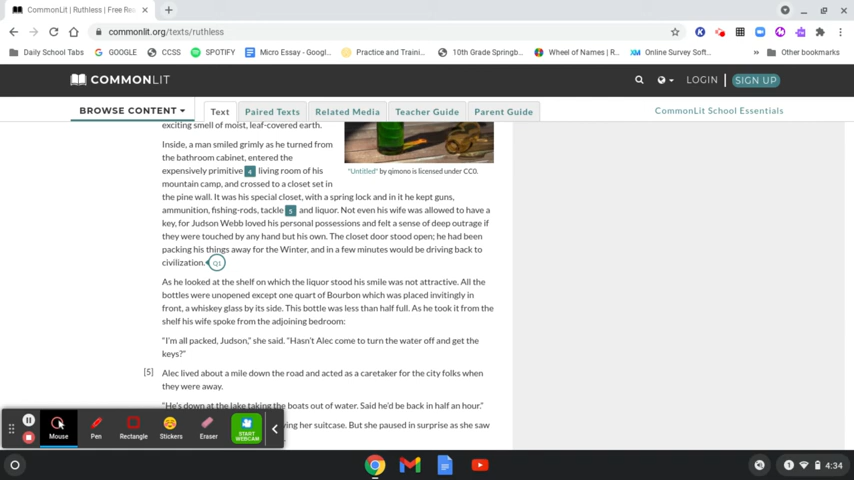 CommonLit | Ruthless | Free Rea
commonlit.org/texts/ruthless
Daily School Tabs GOOGLE CCSS SPOTIFY Micro Essay - Googl... Practice and Traini... 10th Grade Springb... Wheel of Names | R... Online Survey Soft... » Other bookmarks
COMMONLIT LOGIN SIGN UP
BROWSE CONTENT Text Paired Texts Related Media Teacher Guide Parent Guide CommonLit School Essentials
exciting smell of moist, leaf-covered earth.
Inside, a man smiled grimly as he turned from
the bathroom cabinet, entered the
expensively primitive 4 living room of his
mountain camp, and crossed to a closet set in
"Untitled" by qimono is licensed under CC0.
the pine wall. It was his special closet, with a spring lock and in it he kept guns,
ammunition, fishing-rods, tackle 5 and liquor. Not even his wife was allowed to have a
key, for Judson Webb loved his personal possessions and felt a sense of deep outrage if
they were touched by any hand but his own. The closet door stood open; he had been
packing his things away for the Winter, and in a few minutes would be driving back to
civilization. Q1
As he looked at the shelf on which the liquor stood his smile was not attractive. All the
bottles were unopened except one quart of Bourbon which was placed invitingly in
front, a whiskey glass by its side. This bottle was less than half full. As he took it from the
shelf his wife spoke from the adjoining bedroom:
"I'm all packed, Judson," she said. "Hasn't Alec come to turn the water off and get the
keys?"
[5] Alec lived about a mile down the road and acted as a caretaker for the city folks when
they were away.
"He's down at the lake taking the boats out of water. Said he'd be back in half an hour."
ying her suitcase. But she paused in surprise as she saw
Mouse Pen Rectangle Stickers Eraser START WEBCAM
1 4:34